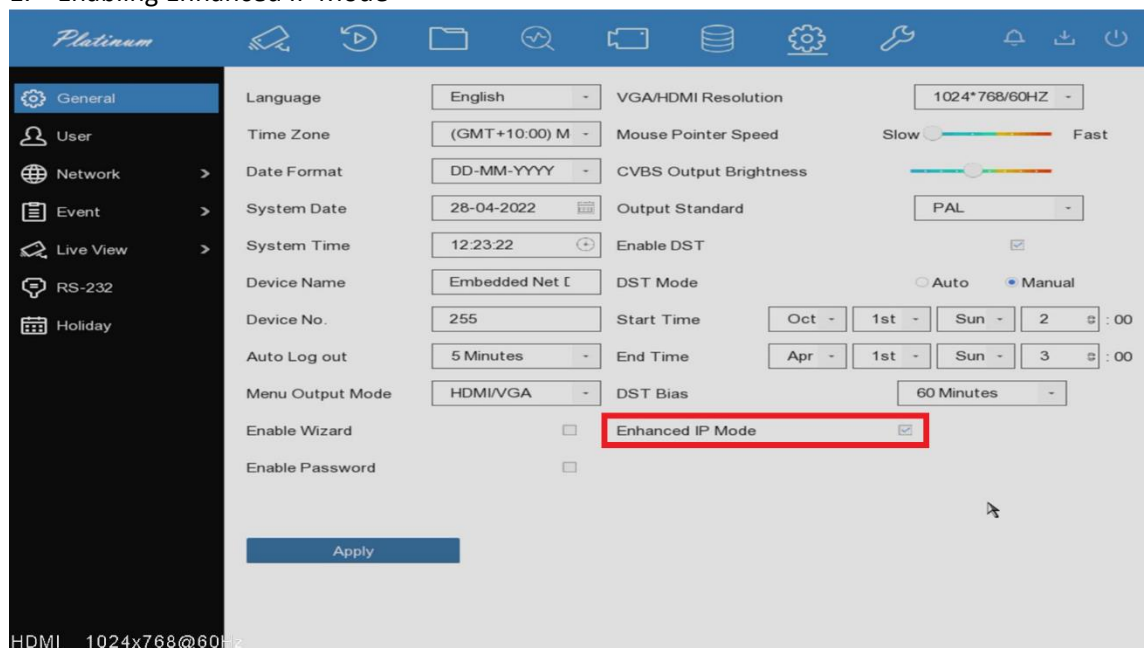 Enabling Enhanced IP Mode
Platinum
General
User
Network >
Event >
Live View >
RS-232
Holiday
Language English
Time Zone (GMT+10:00) M
Date Format DD-MM-YYYY
System Date 28-04-2022
System Time 12:23:22
Device Name Embedded Net D
Device No. 255
Auto Log out 5 Minutes
Menu Output Mode HDMI/VGA
Enable Wizard
Enable Password
VGA/HDMI Resolution 1024*768/60HZ
Mouse Pointer Speed Slow Fast
CVBS Output Brightness
Output Standard PAL
Enable DST
DST Mode Auto Manual
Start Time Oct 1st Sun 2 : 00
End Time Apr 1st Sun 3 : 00
DST Bias 60 Minutes
Enhanced IP Mode
Apply
HDMI 1024x768@60Hz